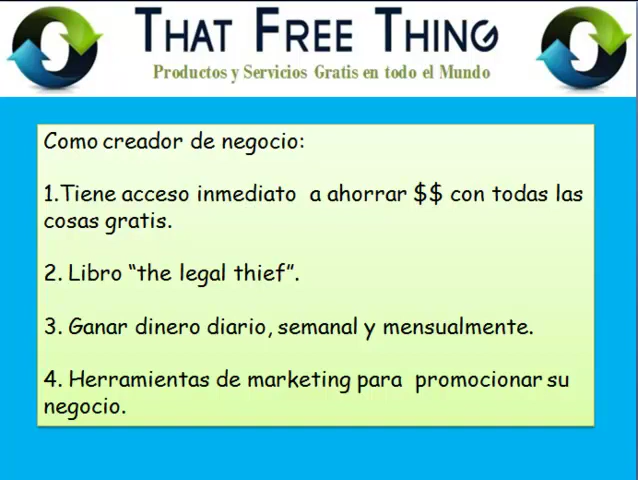 THAT FREE THING
Productos y Servicios Gratis en todo el Mundo
Como creador de negocio:
1.Tiene acceso inmediato a ahorrar $$ con todas las
cosas gratis.
2. Libro “the legal thief”.
3. Ganar dinero diario, semanal y mensualmente.
4. Herramientas de marketing para promocionar su
negocio.